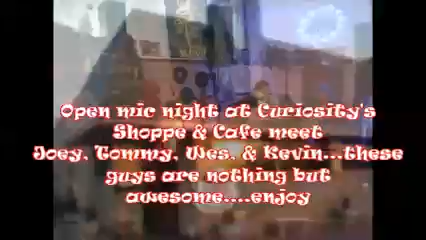 Open mic night at Curiosity's
Shoppe & Cafe meet
Joey, Tommy, Wes, & Kevin...these
guys are nothing but
awesome....enjoy